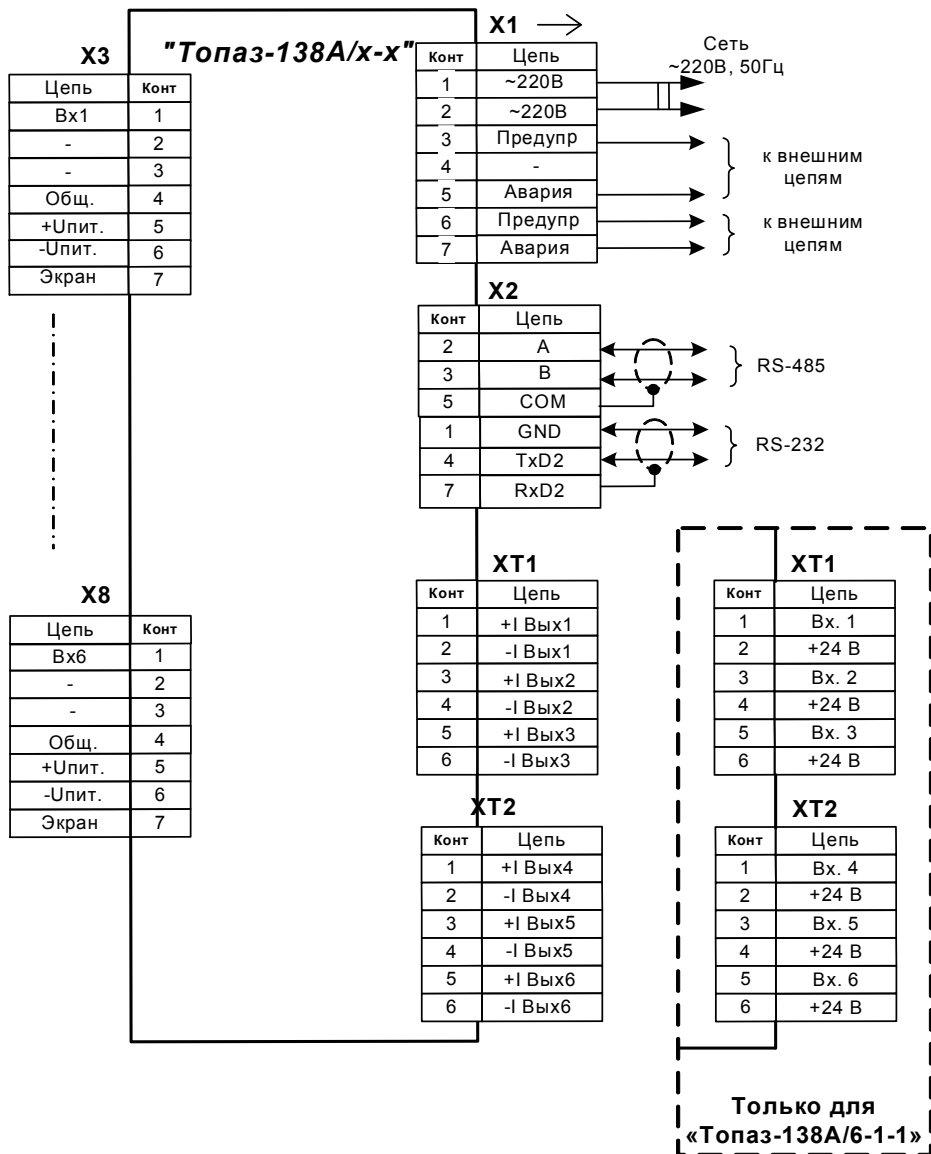 "Топаз-138А/х-х"
X3
Цепь Конт
Вх1 1
- 2
- 3
Общ. 4
+Uпит. 5
-Uпит. 6
Экран 7
X8
Цепь Конт
Вх6 1
- 2
- 3
Общ. 4
+Uпит. 5
-Uпит. 6
Экран 7
X1
Конт Цепь
1 ~220В
2 ~220В
3 Предупр
4 -
5 Авария
6 Предупр
7 Авария
Сеть
~220В, 50Гц
к внешним
цепям
к внешним
цепям
X2
Конт Цепь
2 A
3 B
5 COM
1 GND
4 TxD2
7 RxD2
RS-485
RS-232
XT1
Конт Цепь
1 +I Вых1
2 -I Вых1
3 +I Вых2
4 -I Вых2
5 +I Вых3
6 -I Вых3
XT2
Конт Цепь
1 +I Вых4
2 -I Вых4
3 +I Вых5
4 -I Вых5
5 +I Вых6
6 -I Вых6
XT1
Конт Цепь
1 Вх. 1
2 +24 В
3 Вх. 2
4 +24 В
5 Вх. 3
6 +24 В
XT2
Конт Цепь
1 Вх. 4
2 +24 В
3 Вх. 5
4 +24 В
5 Вх. 6
6 +24 В
Только для
«Топаз-138А/6-1-1»